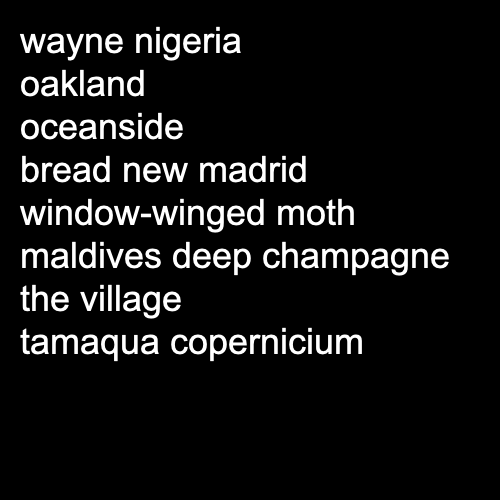 wayne nigeria
oakland
oceanside
bread new madrid
window-winged moth
maldives deep champagne
the village
tamaqua copernicium